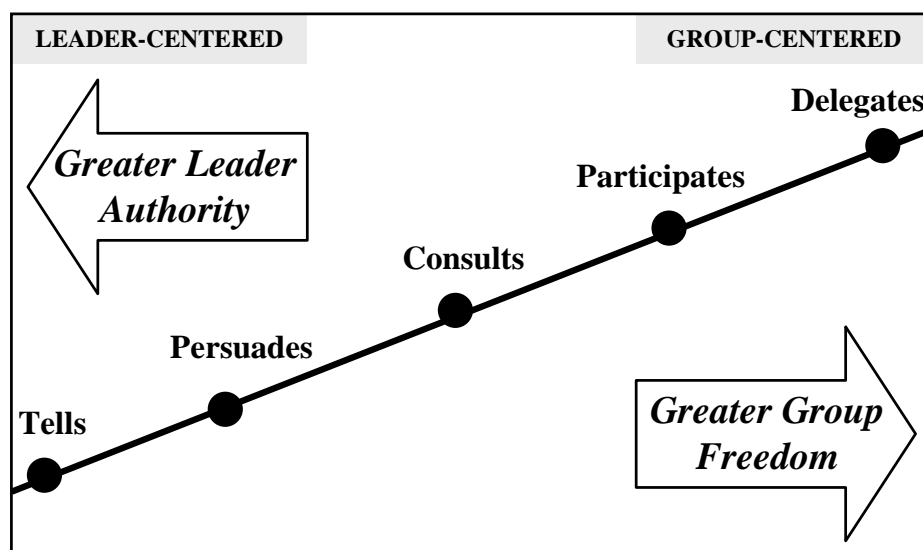 LEADER-CENTERED
GROUP-CENTERED
Delegates
Greater Leader
Authority
Participates
Consults
Persuades
Tells
Greater Group
Freedom